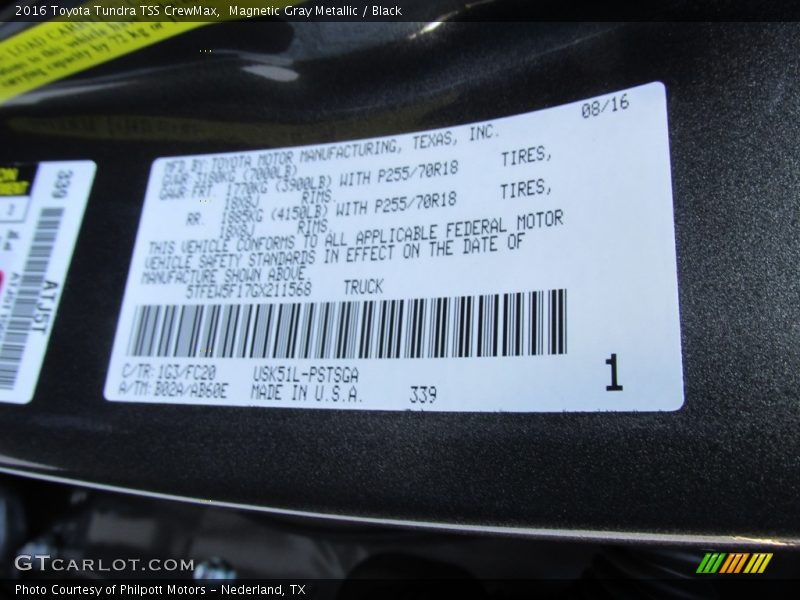 2016 Toyota Tundra TSS CrewMax,  Magnetic Gray Metallic / Black
08/16
MFD BY:TOYOTA MOTOR MANUFACTURING, TEXAS, INC.
GVWR 3180KG (7000LB)
GAWR FRT 1770KG (3900LB) WITH P255/70R18 TIRES,
18X8J RIMS
RR. 1885KG (4150LB) WITH P255/70R18 TIRES,
18X8J RIMS
THIS VEHICLE CONFORMS TO ALL APPLICABLE FEDERAL MOTOR
VEHICLE SAFETY STANDARDS IN EFFECT ON THE DATE OF
MANUFACTURE SHOWN ABOVE.
5TFEW5F17GX211568 TRUCK
C/TR:1G3/FC20 USK51L-PSTSGA
A/TM:B02A/AB60E MADE IN U.S.A. 339
1
339
ATJ5T
GTCARLOT.COM
Photo Courtesy of Philpott Motors - Nederland, TX